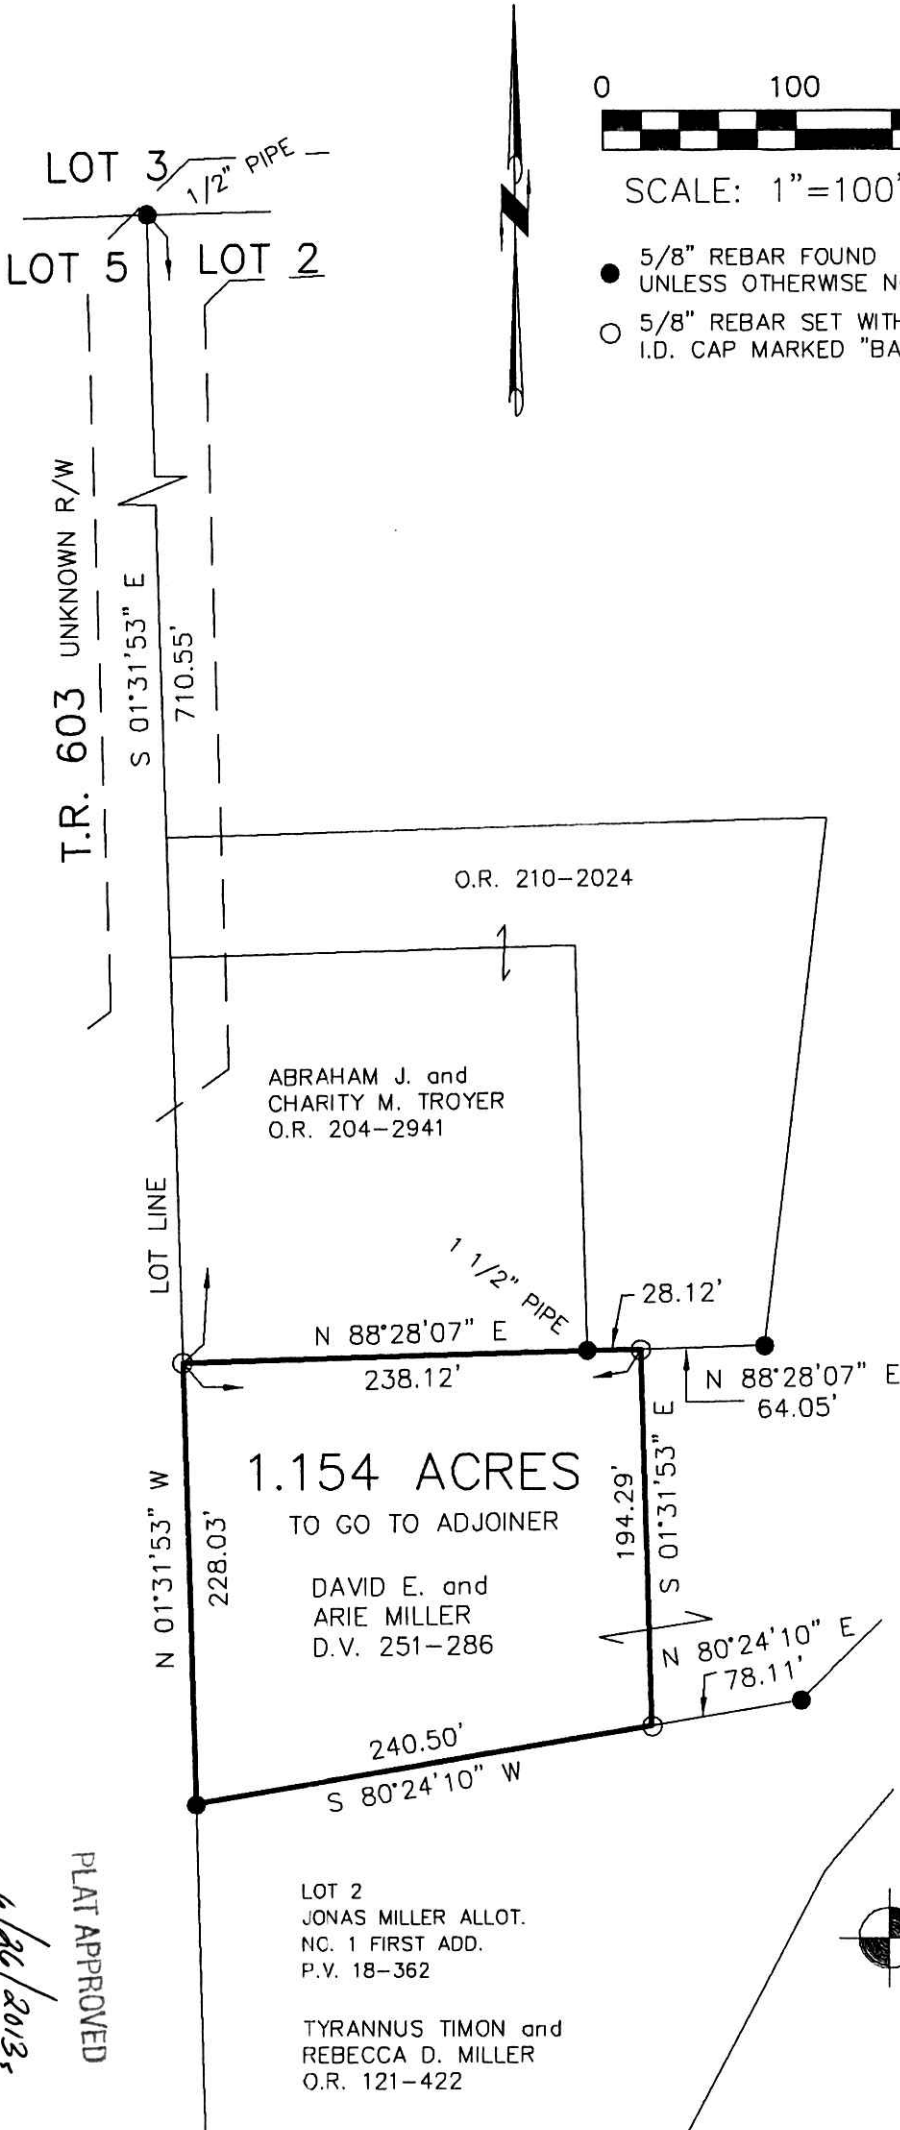 0 100
SCALE: 1"=100'
5/8" REBAR FOUND
UNLESS OTHERWISE
5/8" REBAR SET
I.D. CAP MARKED
LOT 3
1/2" PIPE
LOT 5
LOT 2
T.R. 603 UNKNOWN R/W
S 01°31'53" E
710.55'
O.R. 210-2024
ABRAHAM J. and
CHARITY M. TROYER
O.R. 204-2941
LOT LINE
1 1/2" PIPE
28.12'
N 88°28'07" E
238.12'
N 88°28'07" E
64.05'
1.154 ACRES
TO GO TO ADJOINER
DAVID E. and
ARIE MILLER
D.V. 251-286
N 01°31'53" W
228.03'
194.29'
S 01°31'53" E
N 80°24'10" E
78.11'
240.50'
S 80°24'10" W
LOT 2
JONAS MILLER ALLOT.
NC. 1 FIRST ADD.
P.V. 18-362
TYRANNUS TIMON and
REBECCA D. MILLER
O.R. 121-422
PLAT APPROVED